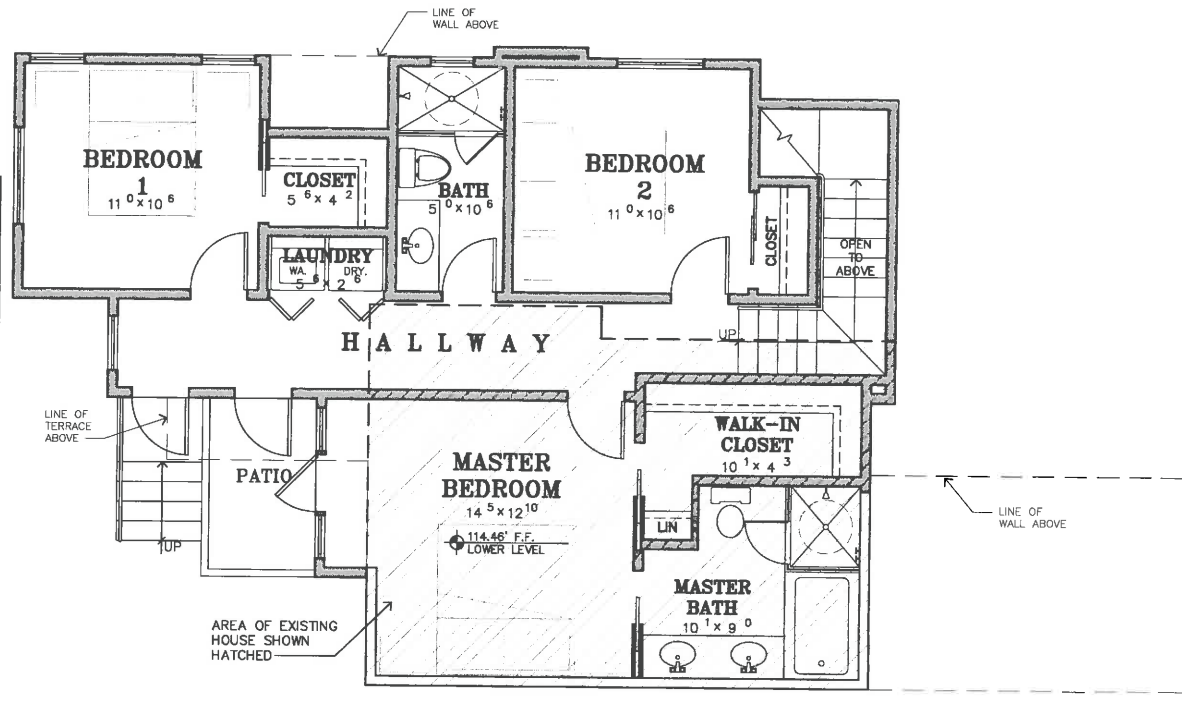 LINE OF
WALL ABOVE
BEDROOM
1
11 0 x 10 6
CLOSET
5 6 x 4 2
LAUNDRY
WA. DRY.
5 6 x 2 6
BATH
5 0 x 10 6
BEDROOM
2
11 0 x 10 6
CLOSET
OPEN
TO
ABOVE
UP
HALLWAY
LINE OF
TERRACE
ABOVE
PATIO
UP
MASTER
BEDROOM
14 5 x 12 10
114.46' F.F.
LOWER LEVEL
WALK-IN
CLOSET
10 1 x 4 3
LIN
LINE OF
WALL ABOVE
MASTER
BATH
10 1 x 9 0
AREA OF EXISTING
HOUSE SHOWN
HATCHED